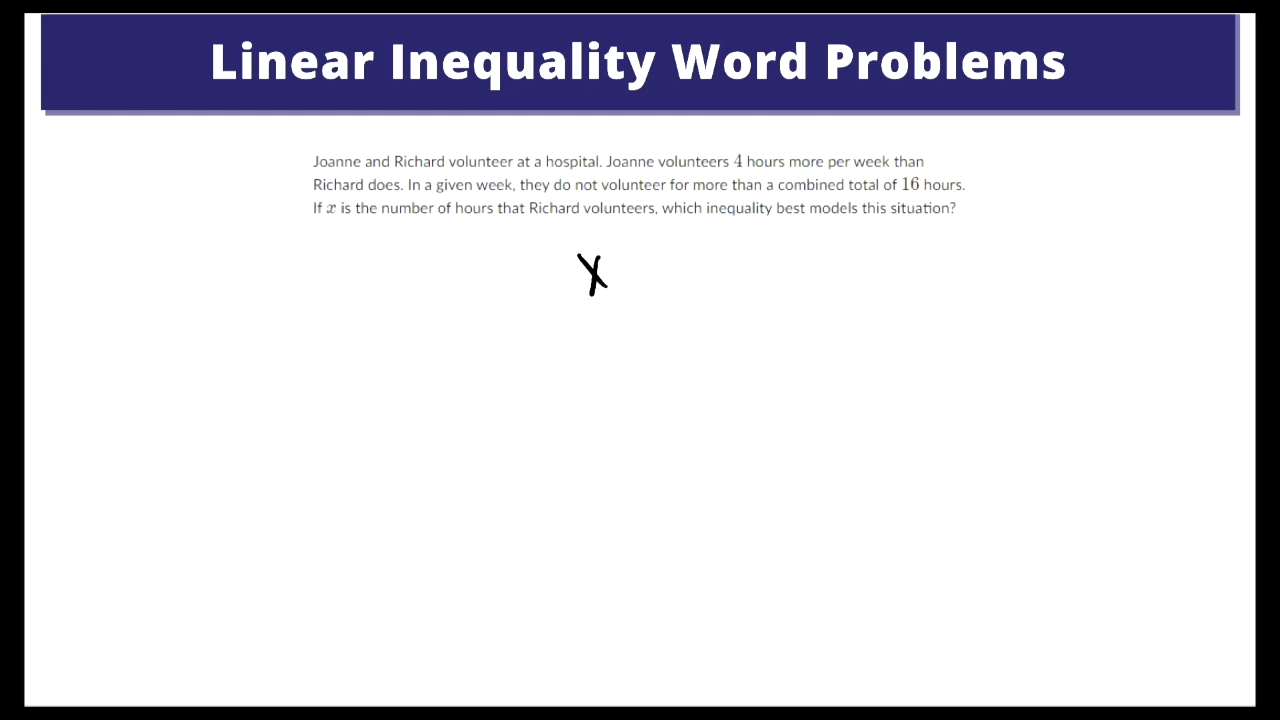 Linear Inequality Word Problems
Joanne and Richard volunteer at a hospital. Joanne volunteers 4 hours more per week than
Richard does. In a given week, they do not volunteer for more than a combined total of 16 hours.
If x is the number of hours that Richard volunteers, which inequality best models this situation?
x